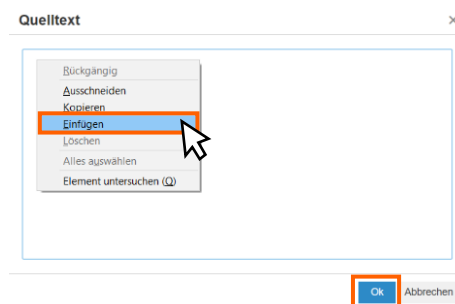 Quelltext
Rückgängig
Ausschneiden
Kopieren
Einfügen
Löschen
Alles auswählen
Element untersuchen (Q)
Ok Abbrechen